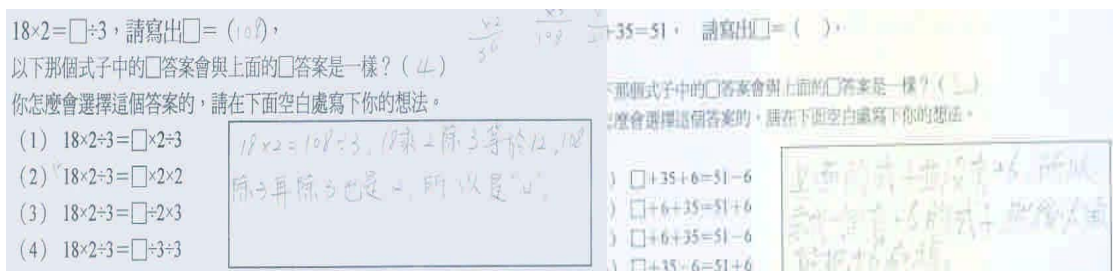 18×2=□÷3,請寫出□=(108),
以下那個式子中的□答案會與上面的□答案是一樣?(4)
你怎麼會選擇這個答案的,請在下面空白處寫下你的想法。
(1) 18×2÷3=□×2÷3
(2) 18×2÷3=□×2×2
(3) 18×2÷3=□÷2×3
(4) 18×2÷3=□÷3÷3
18×2=108÷3,18乘2除3等於12,108
除3再除3也是12,所以是"4"。
×2
36
108
+35=51, 請寫出□=( )。
下那個式子中的□答案會與上面的□答案是一樣?( )
麼會選擇這個答案的,請在下面空白處寫下你的想法。
) □+35+6=51-6
) □+6+35=51+6
) □+6+35=51-6
) □+35-6=51+6